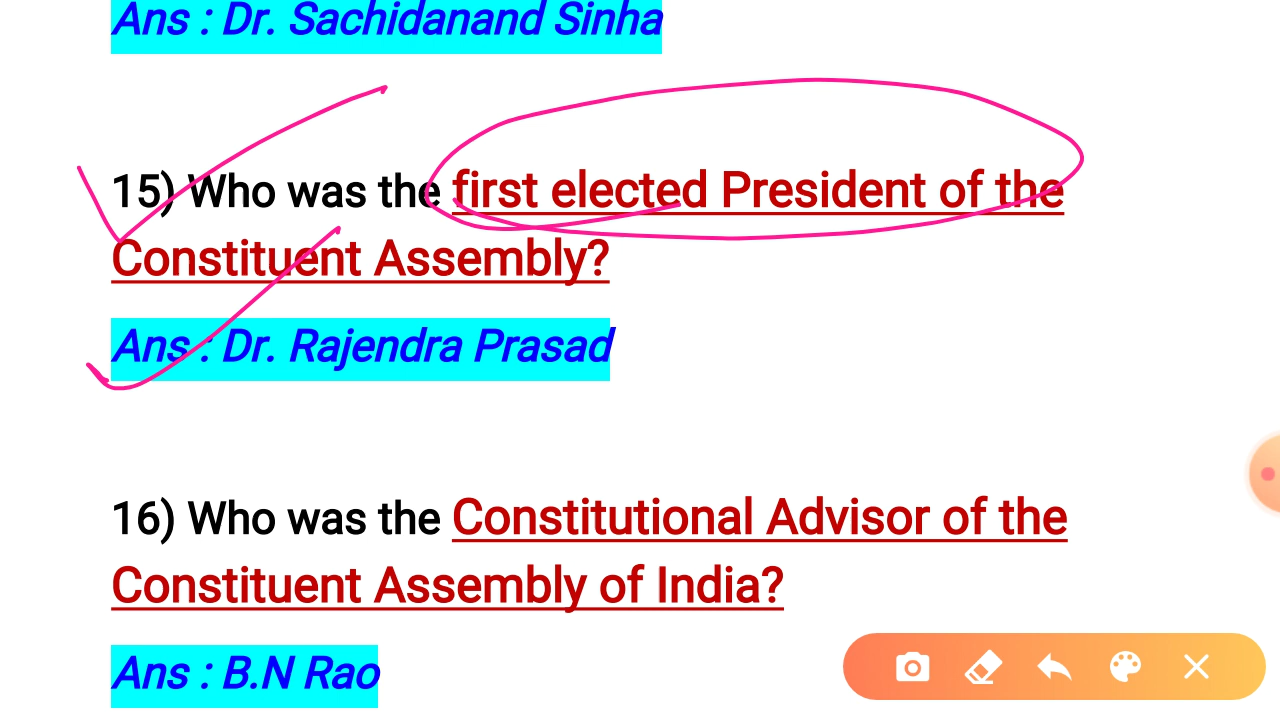 Ans : Dr. Sachidanand Sinha
15) Who was the first elected President of the
Constituent Assembly?
Ans : Dr. Rajendra Prasad
16) Who was the Constitutional Advisor of the
Constituent Assembly of India?
Ans : B.N Rao